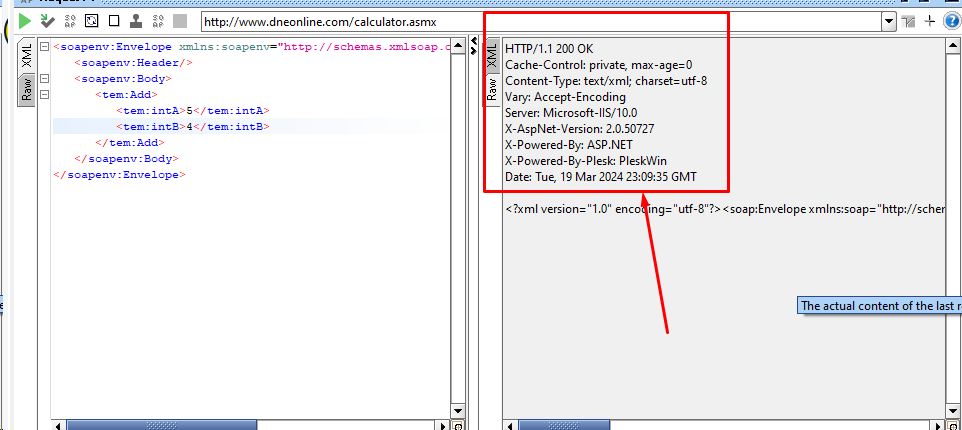 http://www.dneonline.com/calculator.asmx
XML
Raw
<soapenv:Envelope xmlns:soapenv="http://schemas.xmlsoap.o
<soapenv:Header/>
<soapenv:Body>
<tem:Add>
<tem:intA>5</tem:intA>
<tem:intB>4</tem:intB>
</tem:Add>
</soapenv:Body>
</soapenv:Envelope>
XML
Raw
HTTP/1.1 200 OK
Cache-Control: private, max-age=0
Content-Type: text/xml; charset=utf-8
Vary: Accept-Encoding
Server: Microsoft-IIS/10.0
X-AspNet-Version: 2.0.50727
X-Powered-By: ASP.NET
X-Powered-By-Plesk: PleskWin
Date: Tue, 19 Mar 2024 23:09:35 GMT
<?xml version="1.0" encoding="utf-8"?><soap:Envelope xmlns:soap="http://schem
The actual content of the last r